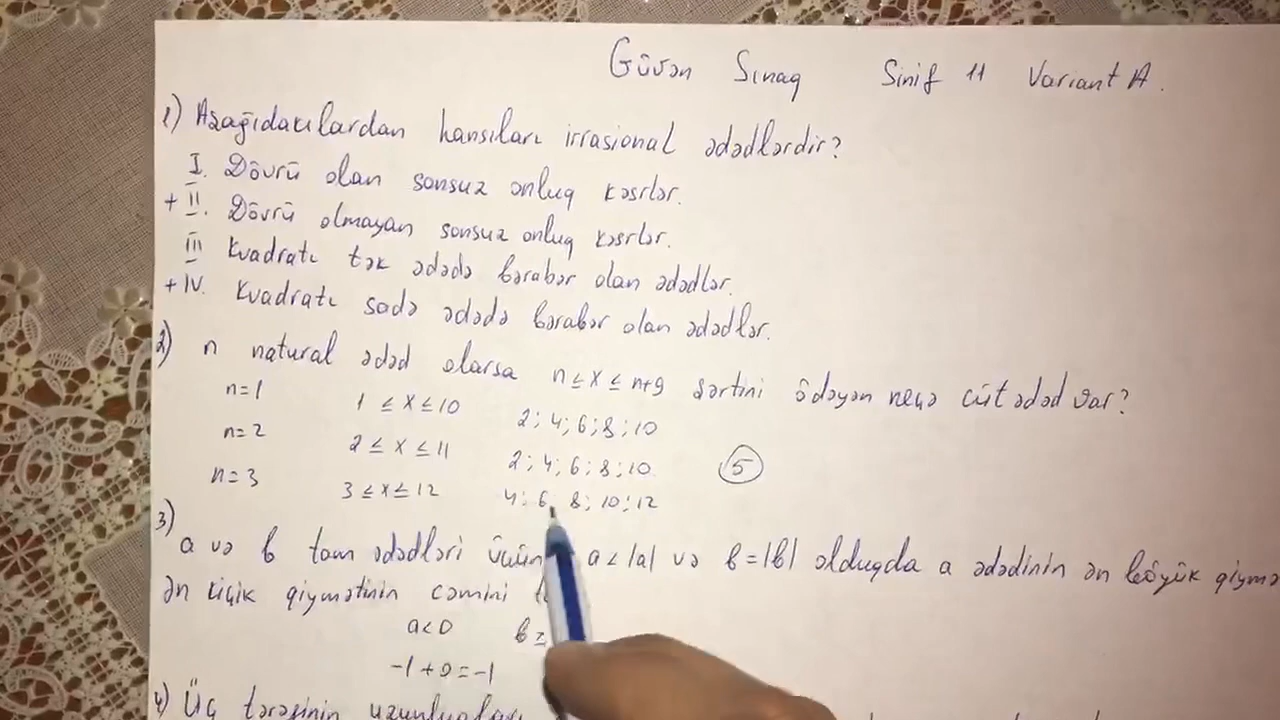 Güvən Sınaq Sinif 11 Variant A.
1) Aşağıdakılardan hansıları irrasional ədədlərdir?
I. Dövrü olan sonsuz onluq kəsrlər.
+ II. Dövrü olmayan sonsuz onluq kəsrlər.
III Kvadratı tək ədədə bərabər olan ədədlər.
+ IV. Kvadratı sadə ədədə bərabər olan ədədlər.
2) n natural ədəd olarsa n ≤ x ≤ n+9 şərtini ödəyən neçə cüt ədəd var?
n=1 1 ≤ x ≤ 10 2; 4; 6; 8; 10
n=2 2 ≤ x ≤ 11 2; 4; 6; 8; 10. 5
n=3 3 ≤ x ≤ 12 4; 6; 8; 10; 12
3) a və b tam ədədləri üçün a < |a| və b = |b| olduqda a ədədinin ən böyük
ən kiçik qiymətinin cəmini
a<0 b ≥
-1+0=-1
4) Üç tərəfinin uzunluqları